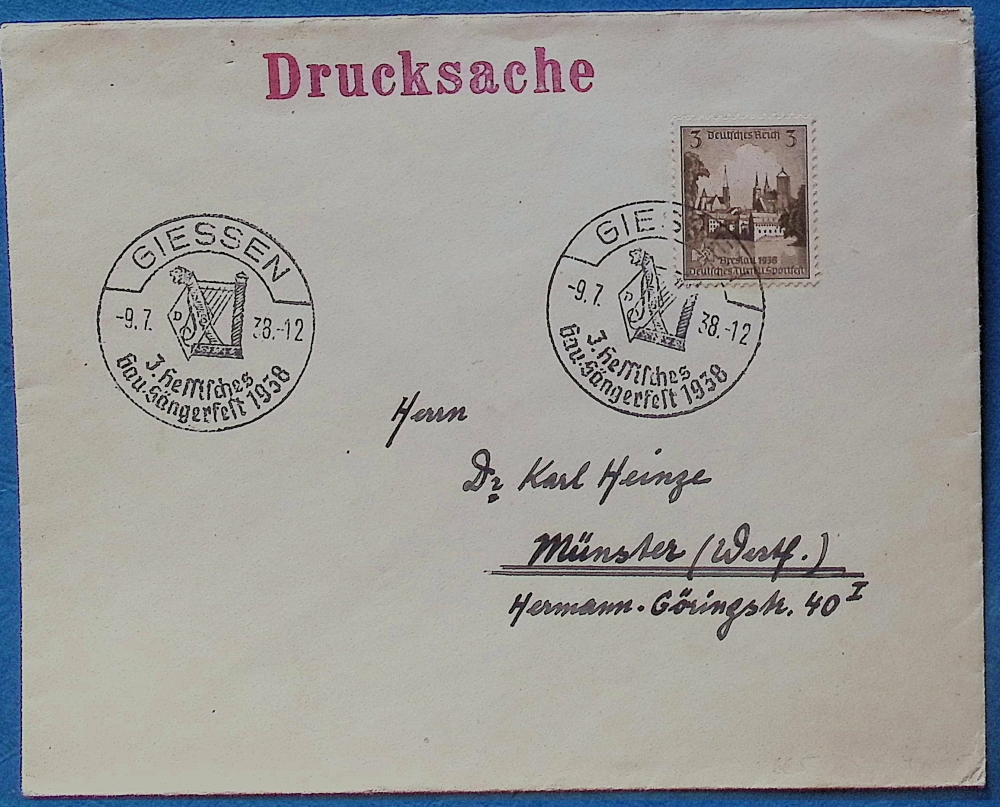 Drucksache
3 Deutsches Reich 3
Breslau 1938
Deutsches Turn-u. Sportfest
GIESSEN
-9.7. 38.-12
3. Hessisches
Gau-Sängerfest 1938
GIES
-9.7. 38.-12
3. Hessisches
Gau-Sängerfest 1938
Herrn
Dr Karl Heinze
Münster (Westf.)
Hermann-Göringstr. 40 I